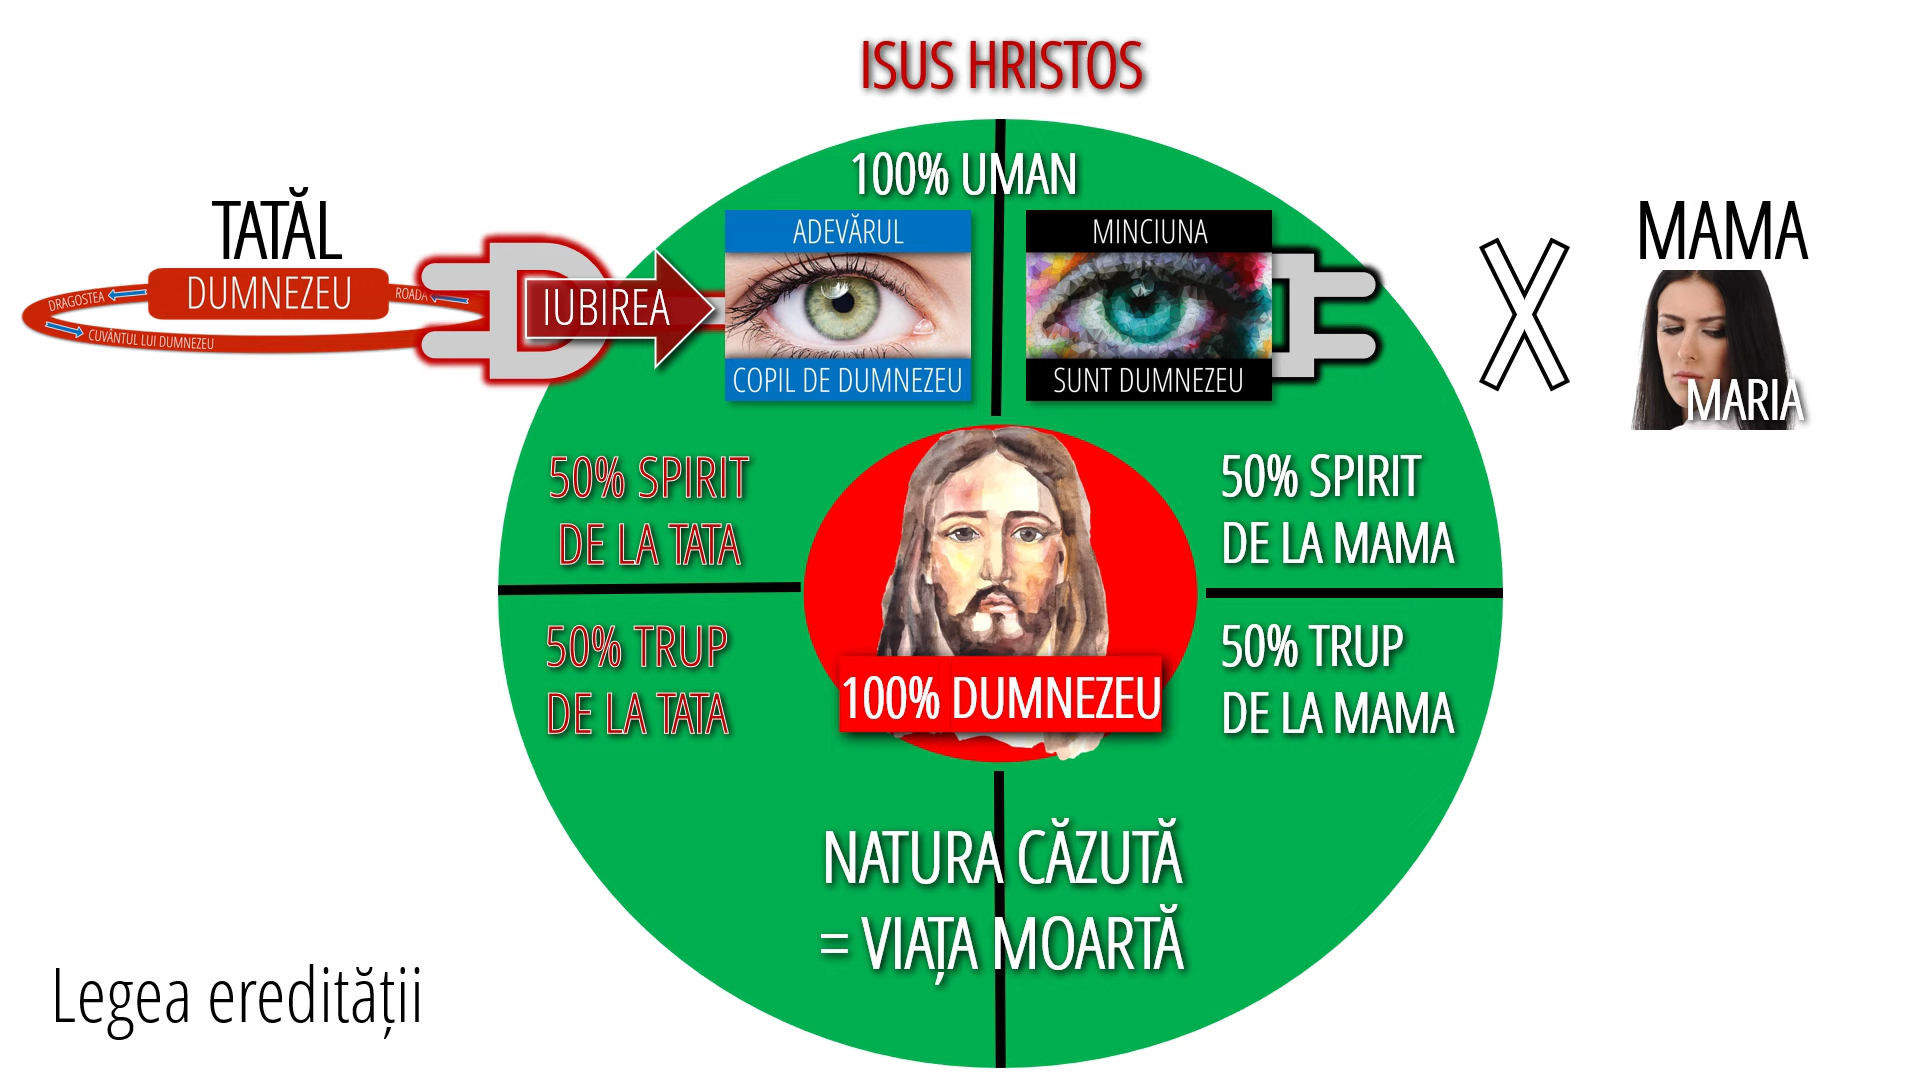 ISUS HRISTOS
100% UMAN
TATĂL
DUMNEZEU
DRAGOSTEA
ROADA
CUVÂNTUL LUI DUMNEZEU
IUBIREA
ADEVĂRUL
COPIL DE DUMNEZEU
MINCIUNA
SUNT DUMNEZEU
X
MAMA
MARIA
50% SPIRIT
DE LA TATA
50% SPIRIT
DE LA MAMA
50% TRUP
DE LA TATA
100% DUMNEZEU
50% TRUP
DE LA MAMA
NATURA CĂZUTĂ
= VIAȚA MOARTĂ
Legea eredității